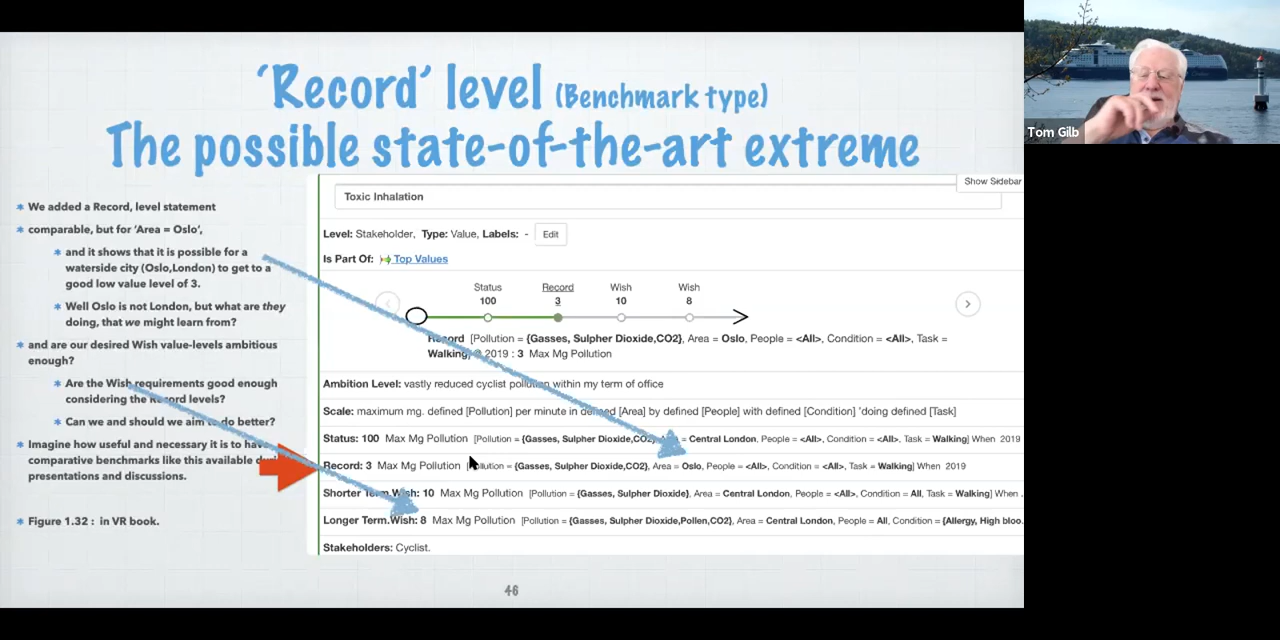 ‘Record’ level (Benchmark type)
The possible state-of-the-art extreme
We added a Record, level statement
comparable, but for ‘Area = Oslo’,
and it shows that it is possible for a
waterside city (Oslo,London) to get to a
good low value level of 3.
Well Oslo is not London, but what are they
doing, that we might learn from?
and are our desired Wish value-levels ambitious
enough?
Are the Wish requirements good enough
considering the Record levels?
Can we and should we aim to do better?
Imagine how useful and necessary it is to have
comparative benchmarks like this available
presentations and discussions.
Figure 1.32 : in VR book.
Show Sidebar
Toxic Inhalation
Level: Stakeholder, Type: Value, Labels: - Edit
Is Part Of: Top Values
Status Record Wish Wish
100 3 10 8
Record [Pollution = {Gasses, Sulpher Dioxide,CO2}, Area = Oslo, People = <All>, Condition = <All>, Task =
Walking] 2019 : 3 Max Mg Pollution
Ambition Level: vastly reduced cyclist pollution within my term of office
Scale: maximum mg. defined [Pollution] per minute in defined [Area] by defined [People] with defined [Condition] 'doing defined [Task]
Status: 100 Max Mg Pollution [Pollution = {Gasses, Sulpher Dioxide,CO2}, = Central London, People = <All>, Condition = <All>, Task = Walking] When 2019
Record: 3 Max Mg Pollution [Pollution = {Gasses, Sulpher Dioxide,CO2}, Area = Oslo, People = <All>, Condition = <All>, Task = Walking] When 2019
Shorter Term.Wish: 10 Max Mg Pollution [Pollution = {Gasses, Sulpher Dioxide}, Area = Central London, People = <All>, Condition = All, Task = Walking] When .
Longer Term.Wish: 8 Max Mg Pollution [Pollution = {Gasses, Sulpher Dioxide,Pollen,CO2}, Area = Central London, People = All, Condition = {Allergy, High bloo.
Stakeholders: Cyclist.
46
Tom Gilb